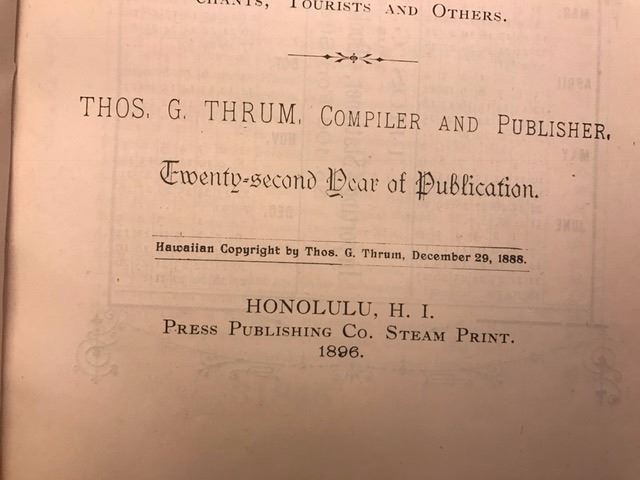 CHANTS, TOURISTS AND OTHERS.
THOS. G. THRUM, COMPILER AND PUBLISHER,
Twenty-second Year of Publication.
Hawaiian Copyright by Thos. G. Thrum, December 29, 1888.
HONOLULU, H. I.
PRESS PUBLISHING CO. STEAM PRINT.
1896.